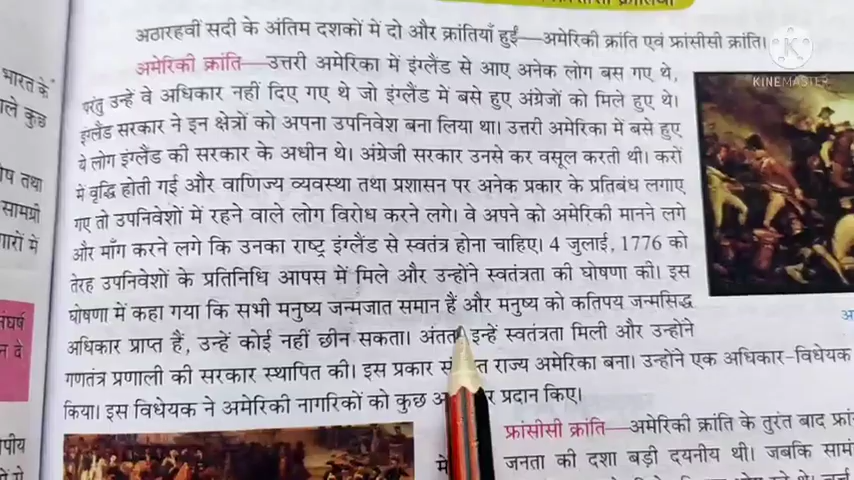 अठारहवीं सदी के अंतिम दशकों में दो और क्रांतियाँ हुईं—अमेरिकी क्रांति एवं फ्रांसीसी क्रांति।
अमेरिकी क्रांति—उत्तरी अमेरिका में इंग्लैंड से आए अनेक लोग बस गए थे,
परंतु उन्हें वे अधिकार नहीं दिए गए थे जो इंग्लैंड में बसे हुए अंग्रेजों को मिले हुए थे।
इंग्लैंड सरकार ने इन क्षेत्रों को अपना उपनिवेश बना लिया था। उत्तरी अमेरिका में बसे हुए
ये लोग इंग्लैंड की सरकार के अधीन थे। अंग्रेजी सरकार उनसे कर वसूल करती थी। करों
में वृद्धि होती गई और वाणिज्य व्यवस्था तथा प्रशासन पर अनेक प्रकार के प्रतिबंध लगाए
गए तो उपनिवेशों में रहने वाले लोग विरोध करने लगे। वे अपने को अमेरिकी मानने लगे
और माँग करने लगे कि उनका राष्ट्र इंग्लैंड से स्वतंत्र होना चाहिए। 4 जुलाई, 1776 को
तेरह उपनिवेशों के प्रतिनिधि आपस में मिले और उन्होंने स्वतंत्रता की घोषणा की। इस
घोषणा में कहा गया कि सभी मनुष्य जन्मजात समान हैं और मनुष्य को कतिपय जन्मसिद्ध
अधिकार प्राप्त हैं, उन्हें कोई नहीं छीन सकता। इन्हें स्वतंत्रता मिली और उन्होंने
गणतंत्र प्रणाली की सरकार स्थापित की। इस प्रकार राज्य अमेरिका बना। उन्होंने एक अधिकार-विधेयक
किया। इस विधेयक ने अमेरिकी नागरिकों को कुछ प्रदान किए।
फ्रांसीसी क्रांति—अमेरिकी क्रांति के तुरंत बाद
जनता की दशा बड़ी दयनीय थी। जबकि
भारत के
कुछ
तथा
सामग्री
में
KINEMASTER